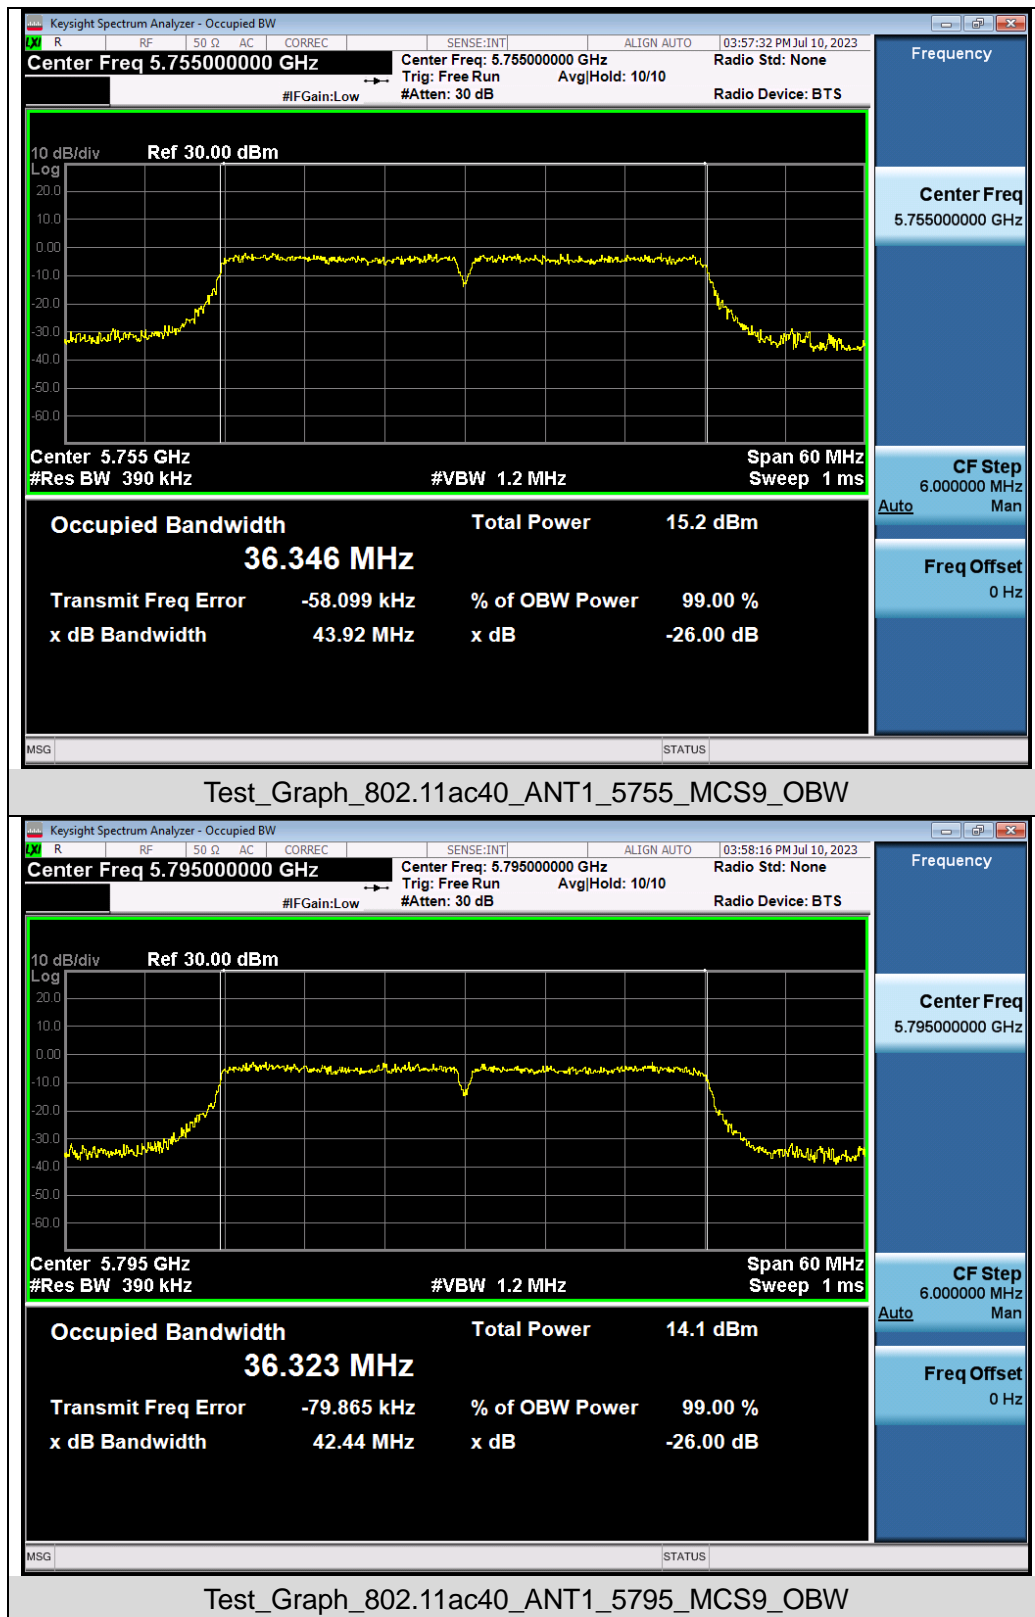 Keysight Spectrum Analyzer - Occupied BW
LXI R RF 50 Ω AC CORREC SENSE:INT ALIGN AUTO 03:57:32 PM Jul 10, 2023
Center Freq 5.755000000 GHz
Center Freq: 5.755000000 GHz
Radio Std: None
Trig: Free Run Avg|Hold: 10/10
#IFGain:Low #Atten: 30 dB Radio Device: BTS
10 dB/div Ref 30.00 dBm
Log
20.0
10.0
0.00
-10.0
-20.0
-30.0
-40.0
-50.0
-60.0
Center 5.755 GHz Span 60 MHz
#Res BW 390 kHz #VBW 1.2 MHz Sweep 1 ms
Occupied Bandwidth Total Power 15.2 dBm
36.346 MHz
Transmit Freq Error -58.099 kHz % of OBW Power 99.00 %
x dB Bandwidth 43.92 MHz x dB -26.00 dB
MSG STATUS
Frequency
Center Freq
5.755000000 GHz
CF Step
6.000000 MHz
Auto Man
Freq Offset
0 Hz
Test_Graph_802.11ac40_ANT1_5755_MCS9_OBW
Keysight Spectrum Analyzer - Occupied BW
LXI R RF 50 Ω AC CORREC SENSE:INT ALIGN AUTO 03:58:16 PM Jul 10, 2023
Center Freq 5.795000000 GHz
Center Freq: 5.795000000 GHz
Radio Std: None
Trig: Free Run Avg|Hold: 10/10
#IFGain:Low #Atten: 30 dB Radio Device: BTS
10 dB/div Ref 30.00 dBm
Log
20.0
10.0
0.00
-10.0
-20.0
-30.0
-40.0
-50.0
-60.0
Center 5.795 GHz Span 60 MHz
#Res BW 390 kHz #VBW 1.2 MHz Sweep 1 ms
Occupied Bandwidth Total Power 14.1 dBm
36.323 MHz
Transmit Freq Error -79.865 kHz % of OBW Power 99.00 %
x dB Bandwidth 42.44 MHz x dB -26.00 dB
MSG STATUS
Frequency
Center Freq
5.795000000 GHz
CF Step
6.000000 MHz
Auto Man
Freq Offset
0 Hz
Test_Graph_802.11ac40_ANT1_5795_MCS9_OBW